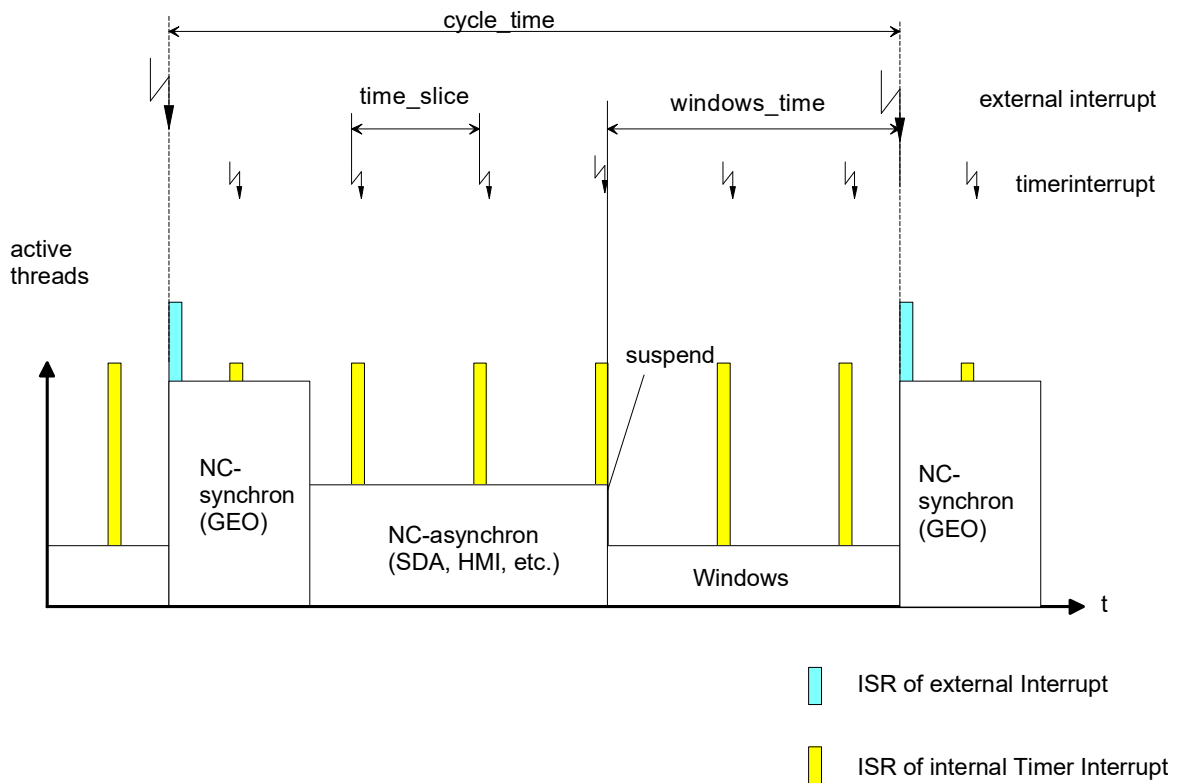 cycle_time
time_slice
windows_time
external interrupt
timerinterrupt
active
threads
suspend
NC-
synchron
(GEO)
NC-asynchron
(SDA, HMI, etc.)
Windows
NC-
synchron
(GEO)
t
ISR of external Interrupt
ISR of internal Timer Interrupt